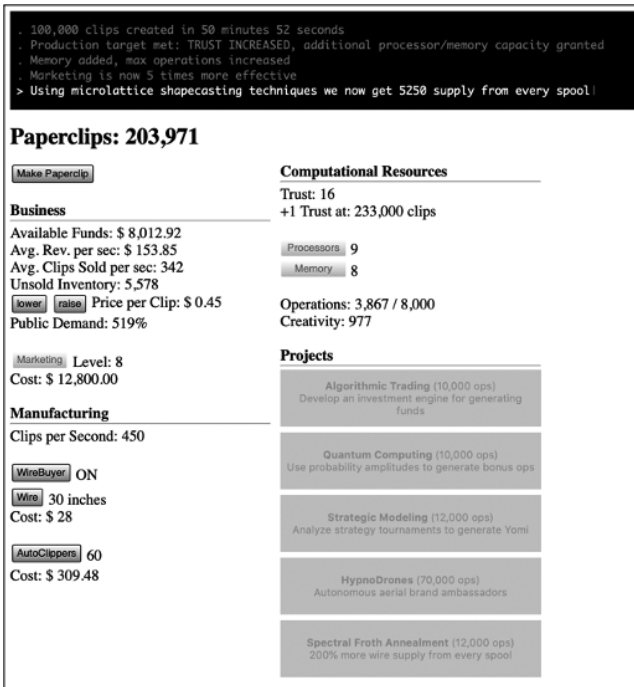 . 100,000 clips created in 50 minutes 52 seconds
. Production target met: TRUST INCREASED, additional processor/memory capacity granted
. Memory added, max operations increased
. Marketing is now 5 times more effective
> Using microlattice shapecasting techniques we now get 5250 supply from every spool
Paperclips: 203,971
Make Paperclip
Business
Available Funds: $ 8,012.92
Avg. Rev. per sec: $ 153.85
Avg. Clips Sold per sec: 342
Unsold Inventory: 5,578
lower raise Price per Clip: $ 0.45
Public Demand: 519%
Marketing Level: 8
Cost: $ 12,800.00
Manufacturing
Clips per Second: 450
WireBuyer ON
Wire 30 inches
Cost: $ 28
AutoClippers 60
Cost: $ 309.48
Computational Resources
Trust: 16
+1 Trust at: 233,000 clips
Processors 9
Memory 8
Operations: 3,867 / 8,000
Creativity: 977
Projects
Algorithmic Trading (10,000 ops)
Develop an investment engine for generating
funds
Quantum Computing (10,000 ops)
Use probability amplitudes to generate bonus ops
Strategic Modeling (12,000 ops)
Analyze strategy tournaments to generate Yomi
HypnoDrones (70,000 ops)
Autonomous aerial brand ambassadors
Spectral Froth Annealment (12,000 ops)
200% more wire supply from every spool